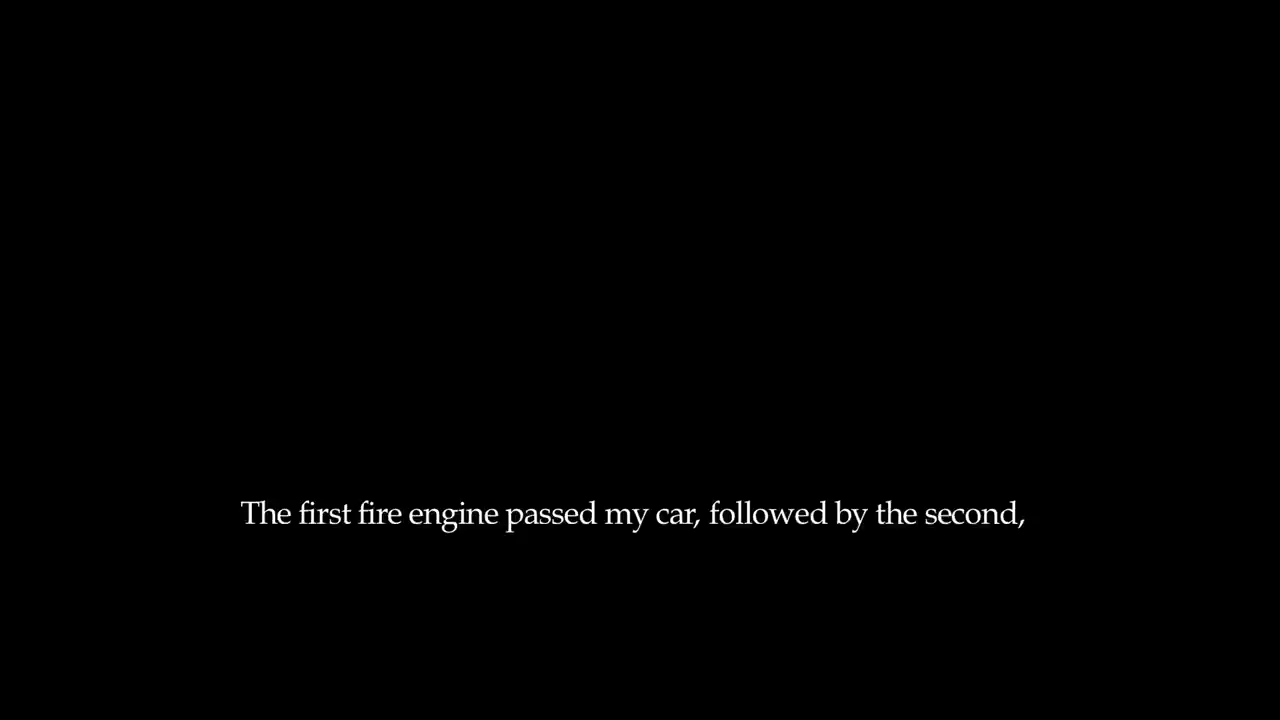 The first fire engine passed my car, followed by the second,